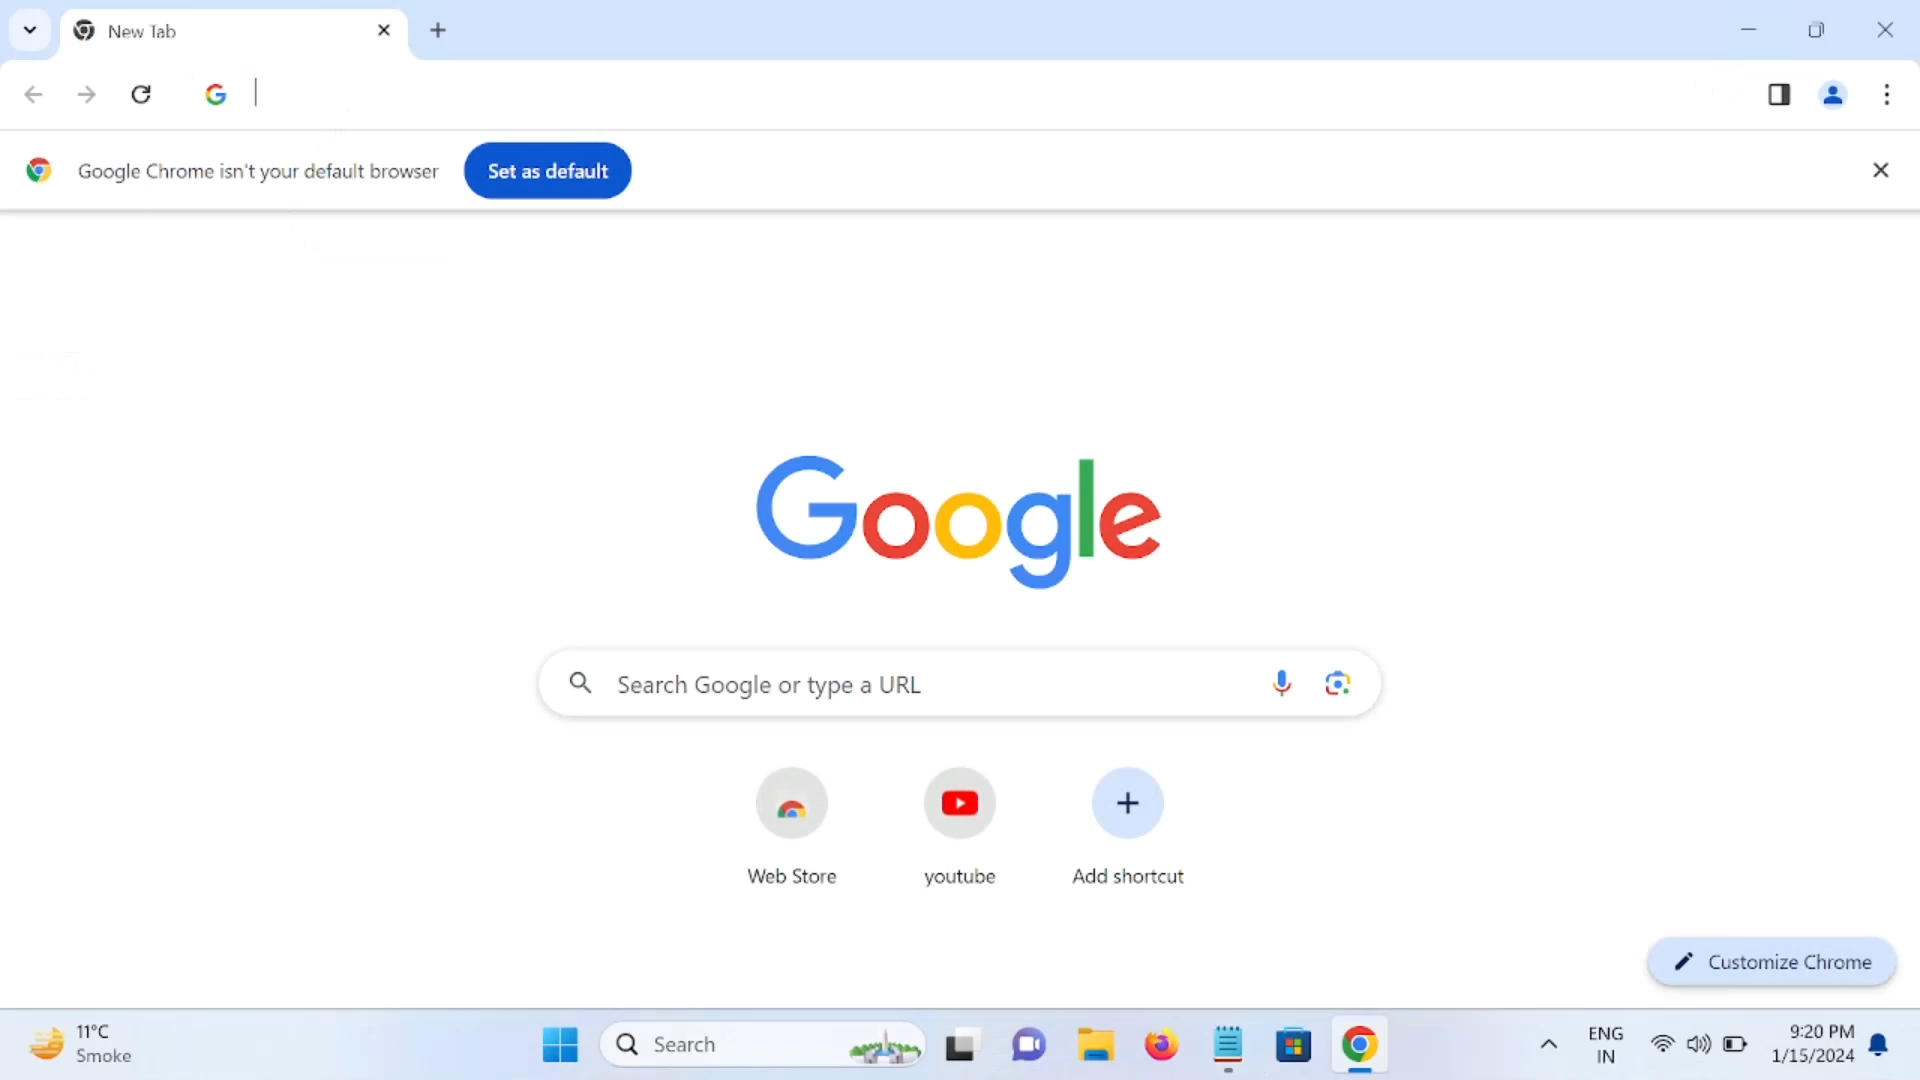 New Tab
Google Chrome isn't your default browser
Set as default
Google
Search Google or type a URL
Web Store
youtube
Add shortcut
Customize Chrome
11°C
Smoke
Search
ENG
IN
9:20 PM
1/15/2024